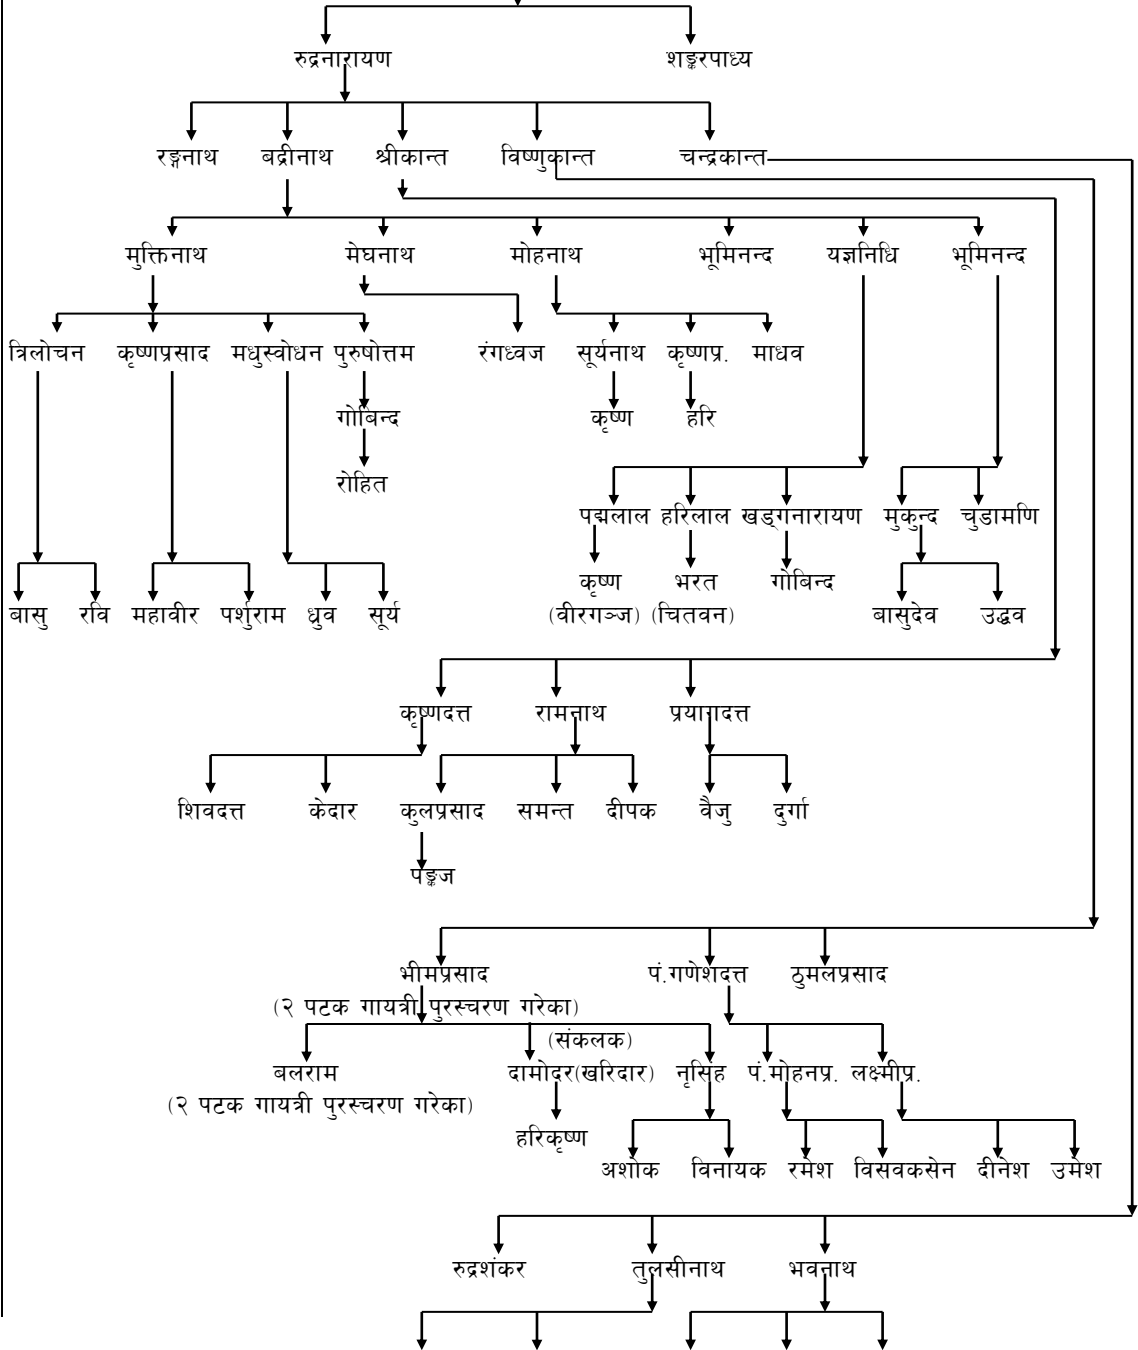 रुद्रनारायण शङ्करपाध्य
रङ्गनाथ बद्रीनाथ श्रीकान्त विष्णुकान्त चन्द्रकान्त
मुक्तिनाथ मेघनाथ मोहनाथ भूमिनन्द यज्ञनिधि भूमिनन्द
त्रिलोचन कृष्णप्रसाद मधुस्वोधन पुरुषोत्तम रंगध्वज सूर्यनाथ कृष्णप्र. माधव
गोबिन्द कृष्ण हरि
रोहित
पद्मलाल हरिलाल खड्गनारायण मुकुन्द चुडामणि
कृष्ण भरत गोबिन्द
बासु रवि महावीर पर्शुराम ध्रुव सूर्य (वीरगञ्ज) (चितवन) बासुदेव उद्धव
कृष्णदत्त रामनाथ प्रयागदत्त
शिवदत्त केदार कुलप्रसाद समन्त दीपक वैजु दुर्गा
पङ्कज
भीमप्रसाद पं.गणेशदत्त ठुमलप्रसाद
(२ पटक गायत्री पुरस्चरण गरेका)
(संकलक)
बलराम दामोदर(खरिदार) नृसिंह पं.मोहनप्र. लक्ष्मीप्र.
(२ पटक गायत्री पुरस्चरण गरेका)
हरिकृष्ण
अशोक विनायक रमेश विसवकसेन दीनेश उमेश
रुद्रशंकर तुलसीनाथ भवनाथ